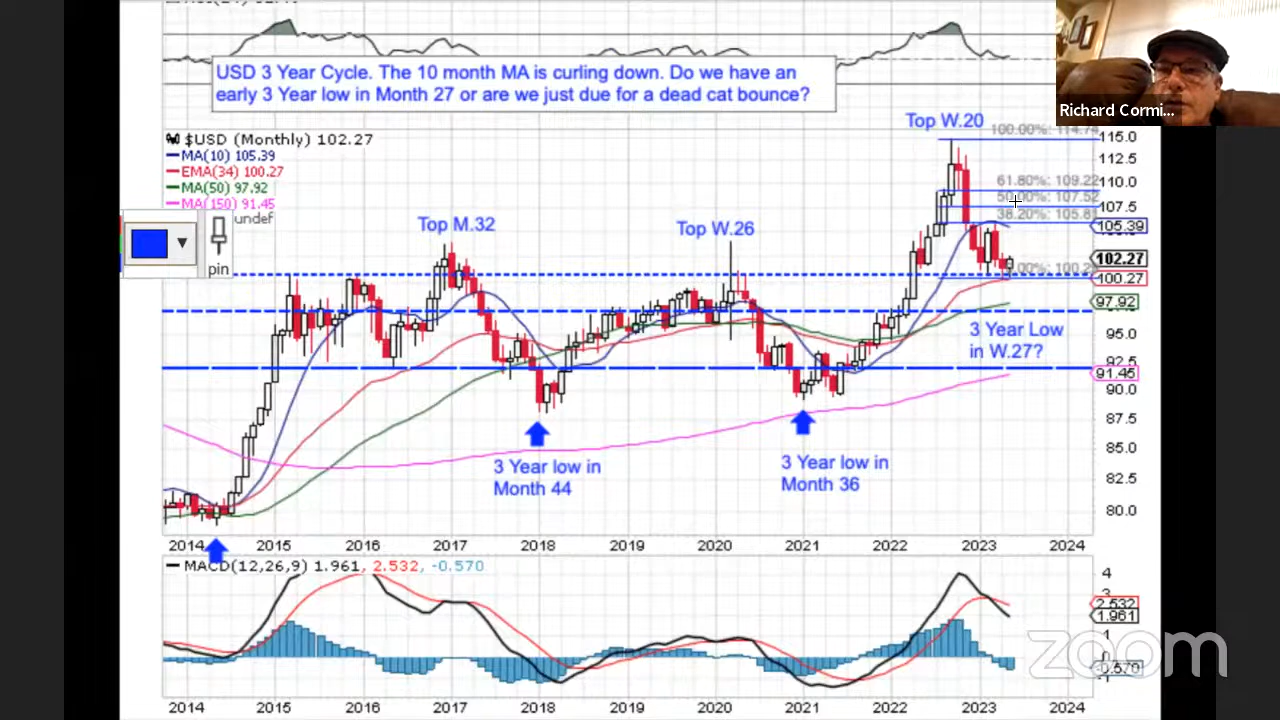 USD 3 Year Cycle. The 10 month MA is curling down. Do we have an
early 3 Year low in Month 27 or are we just due for a dead cat bounce?
Richard Cormi...
$USD (Monthly) 102.27
MA(10) 105.39
EMA(34) 100.27
MA(50) 97.92
MA(150) 91.45
undef
pin
Top M.32
Top W.26
Top W.20
100.00%: 114.74
61.80%: 109.22
50.00%: 107.52
38.20%: 105.81
115.0
112.5
110.0
107.5
105.39
102.27
100.27
97.92
95.0
92.5
91.45
90.0
87.5
85.0
82.5
80.0
3 Year Low
in W.27?
3 Year low in
Month 44
3 Year low in
Month 36
2014 2015 2016 2017 2018 2019 2020 2021 2022 2023 2024
MACD(12,26,9) 1.961, 2.532, -0.570
4
3
2.532
1.961
1
0.570
-1
zoom
2014 2015 2016 2017 2018 2019 2020 2021 2022 2023 2024